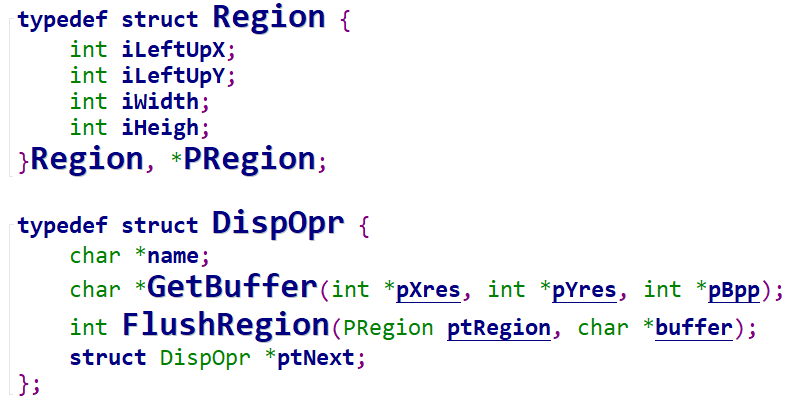 typedef struct Region {
    int iLeftUpX;
    int iLeftUpY;
    int iWidth;
    int iHeigh;
}Region, *PRegion;

typedef struct DispOpr {
    char *name;
    char *GetBuffer(int *pXres, int *pYres, int *pBpp);
    int FlushRegion(PRegion ptRegion, char *buffer);
    struct DispOpr *ptNext;
};